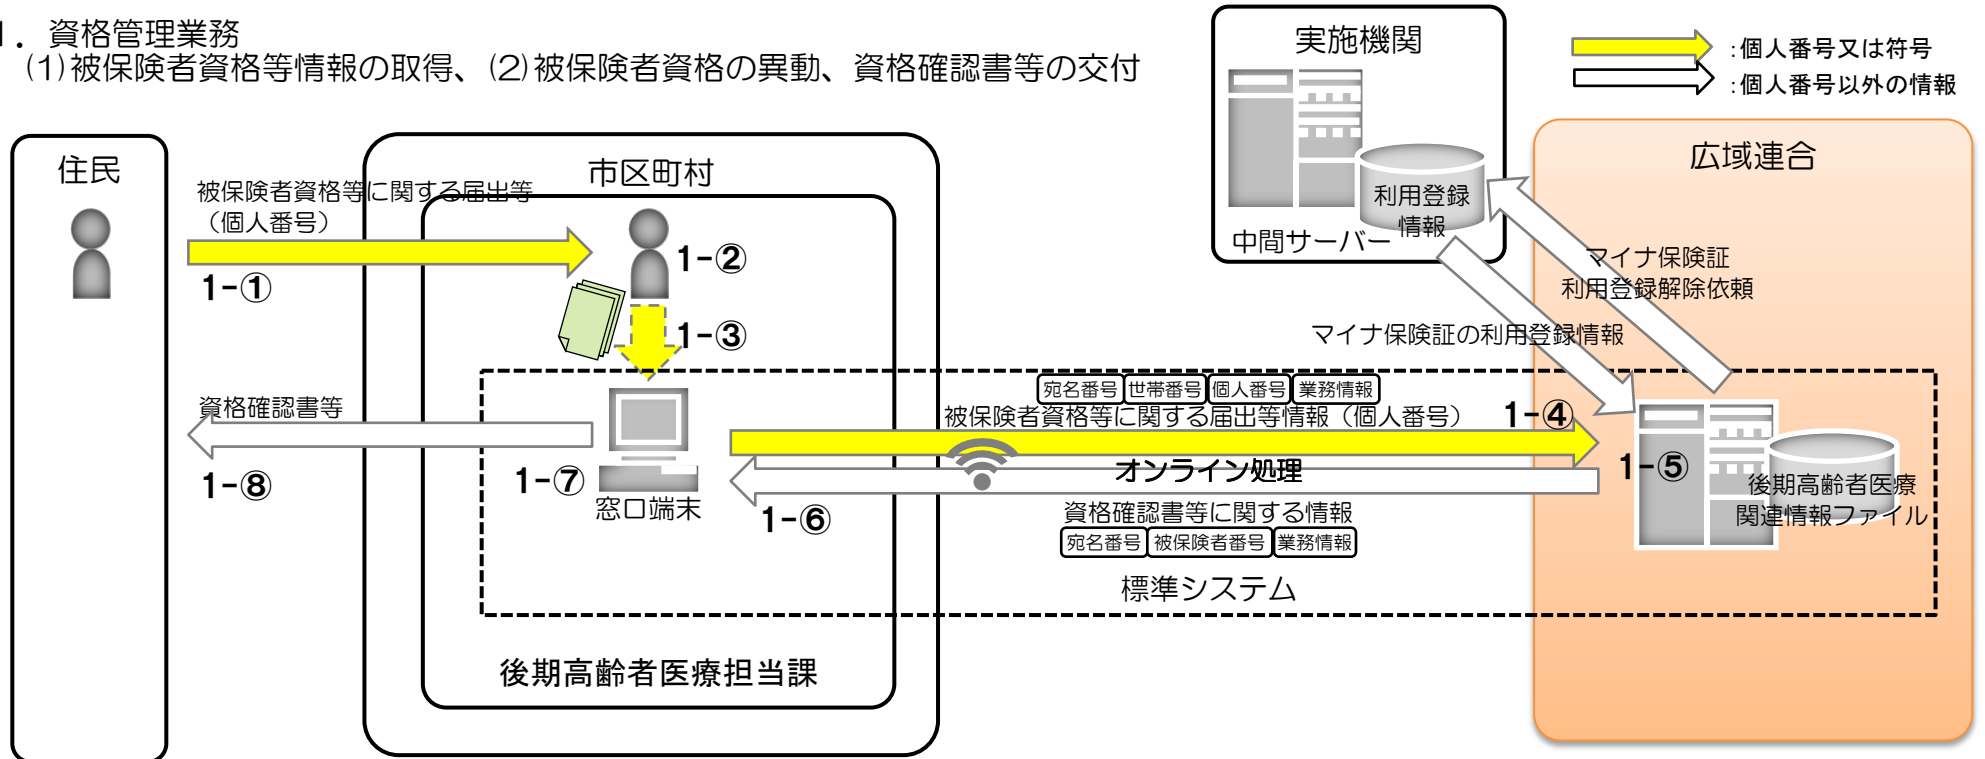 1．資格管理業務
(1)被保険者資格等情報の取得、(2)被保険者資格の異動、資格確認書等の交付
実施機関
:個人番号又は符号
:個人番号以外の情報
住民
市区町村
広域連合
被保険者資格等に関する届出等
（個人番号）
利用登録
情報
中間サーバー
1-①
1-②
マイナ保険証
利用登録解除依頼
1-③
マイナ保険証の利用登録情報
宛名番号 世帯番号 個人番号 業務情報
資格確認書等
被保険者資格等に関する届出等情報（個人番号）
1-④
オンライン処理
1-⑤
1-⑦
1-⑧
窓口端末
1-⑥
資格確認書等に関する情報
宛名番号 被保険者番号 業務情報
後期高齢者医療
関連情報ファイル
標準システム
後期高齢者医療担当課